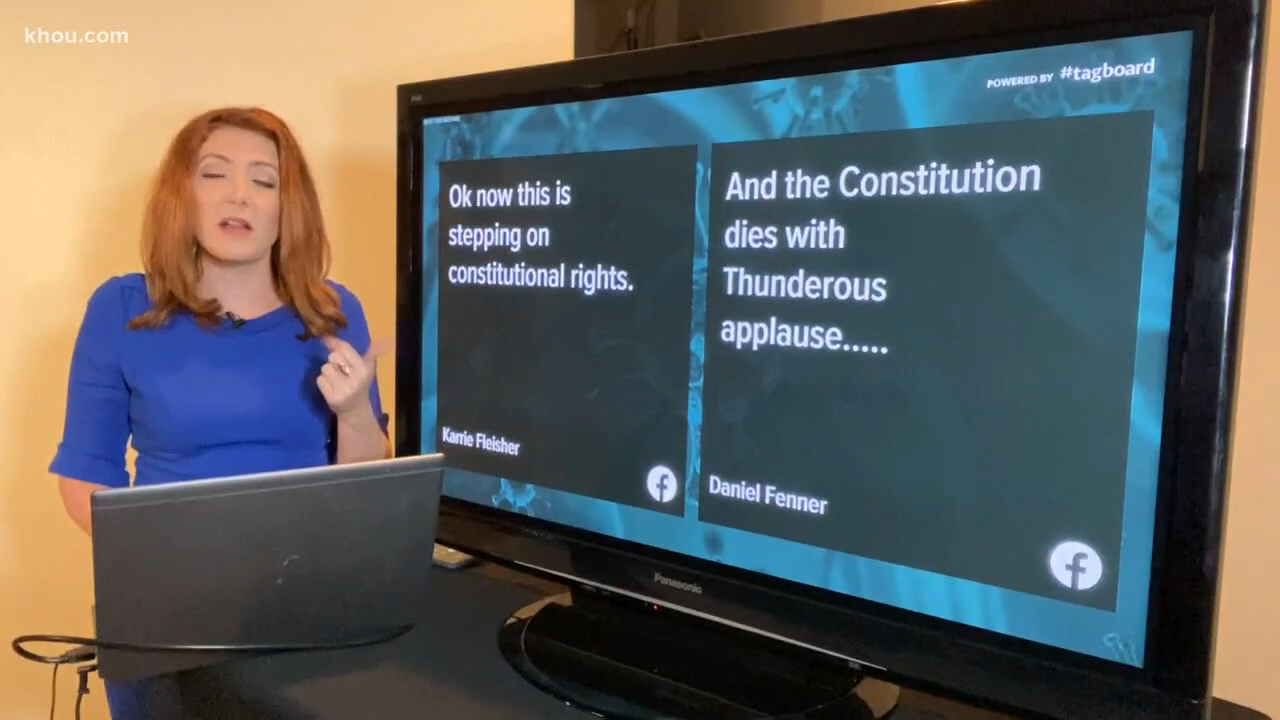 khou.com
POWERED BY #tagboard
Ok now this is
stepping on
constitutional rights.
Karrie Fleisher
And the Constitution
dies with
Thunderous
applause.....
Daniel Fenner
Panasonic